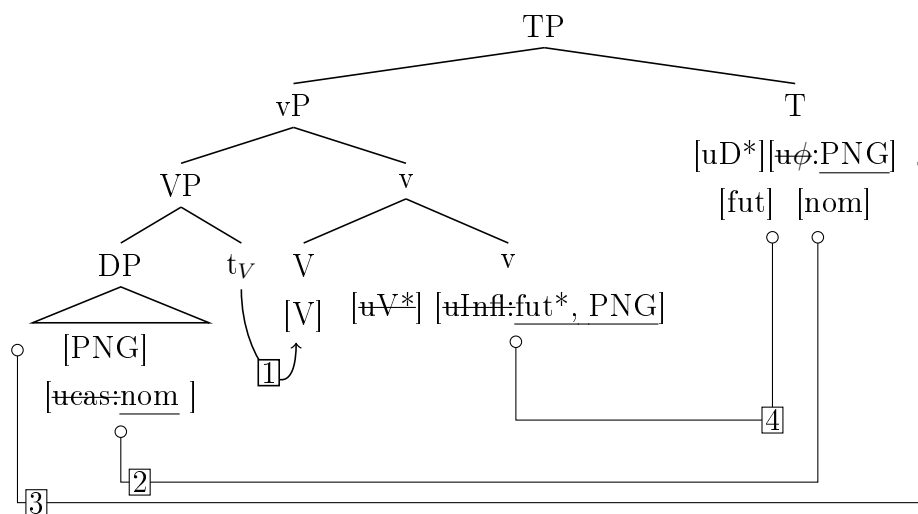 TP
vP T
[uD*][uϕ:PNG]
VP v
[fut] [nom]
DP t_V V v
[V] [uV*] [uInfl:fut*, PNG]
[PNG]
1
[ucas:nom ]
4
2
3